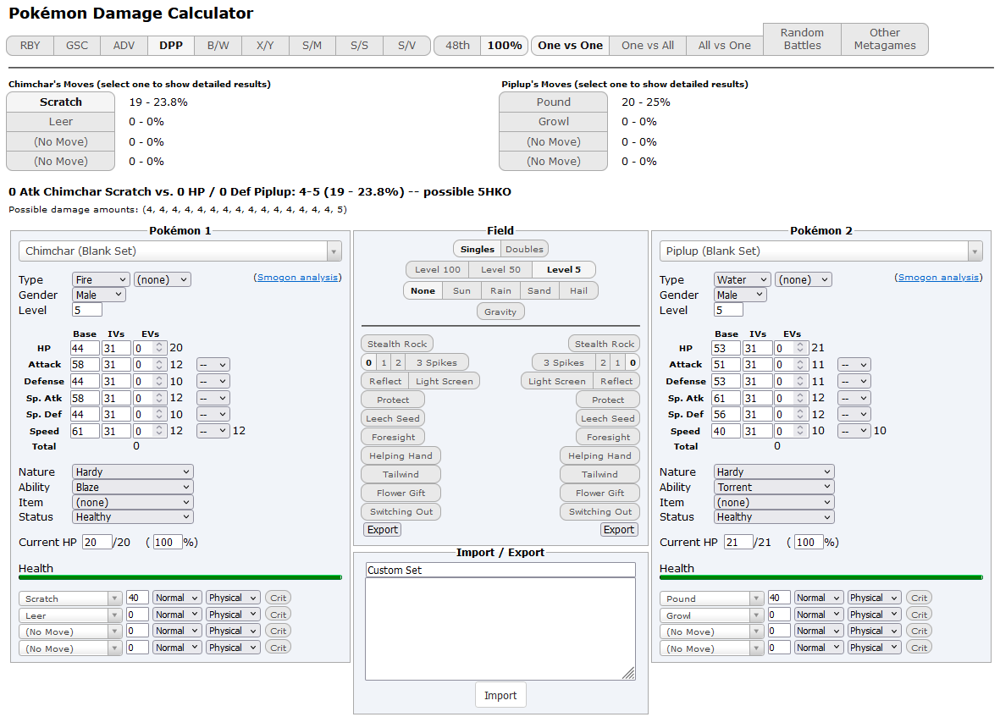 Pokémon Damage Calculator
RBY GSC ADV DPP B/W X/Y S/M S/S S/V 48th 100% One vs One One vs All All vs One Random Battles Other Metagames
Chimchar's Moves (select one to show detailed results)
Scratch 19 - 23.8%
Leer 0 - 0%
(No Move) 0 - 0%
(No Move) 0 - 0%
Piplup's Moves (select one to show detailed results)
Pound 20 - 25%
Growl 0 - 0%
(No Move) 0 - 0%
(No Move) 0 - 0%
0 Atk Chimchar Scratch vs. 0 HP / 0 Def Piplup: 4-5 (19 - 23.8%) -- possible 5HKO
Possible damage amounts: (4, 4, 4, 4, 4, 4, 4, 4, 4, 4, 4, 4, 4, 4, 4, 5)
Pokémon 1
Chimchar (Blank Set)
Type Fire (none) (Smogon analysis)
Gender Male
Level 5
Base IVs EVs
HP 44 31 0 20
Attack 58 31 0 12 --
Defense 44 31 0 10 --
Sp. Atk 58 31 0 12 --
Sp. Def 44 31 0 10 --
Speed 61 31 0 12 -- 12
Total 0
Nature Hardy
Ability Blaze
Item (none)
Status Healthy
Current HP 20 /20 ( 100 %)
Health
Scratch 40 Normal Physical Crit
Leer 0 Normal Physical Crit
(No Move) 0 Normal Physical Crit
(No Move) 0 Normal Physical Crit
Field
Singles Doubles
Level 100 Level 50 Level 5
None Sun Rain Sand Hail
Gravity
Stealth Rock Stealth Rock
0 1 2 3 Spikes 3 Spikes 2 1 0
Reflect Light Screen Light Screen Reflect
Protect Protect
Leech Seed Leech Seed
Foresight Foresight
Helping Hand Helping Hand
Tailwind Tailwind
Flower Gift Flower Gift
Switching Out Switching Out
Export Export
Import / Export
Custom Set
Import
Pokémon 2
Piplup (Blank Set)
Type Water (none) (Smogon analysis)
Gender Male
Level 5
Base IVs EVs
HP 53 31 0 21
Attack 51 31 0 11 --
Defense 53 31 0 11 --
Sp. Atk 61 31 0 12 --
Sp. Def 56 31 0 12 --
Speed 40 31 0 10 -- 10
Total 0
Nature Hardy
Ability Torrent
Item (none)
Status Healthy
Current HP 21 /21 ( 100 %)
Health
Pound 40 Normal Physical Crit
Growl 0 Normal Physical Crit
(No Move) 0 Normal Physical Crit
(No Move) 0 Normal Physical Crit